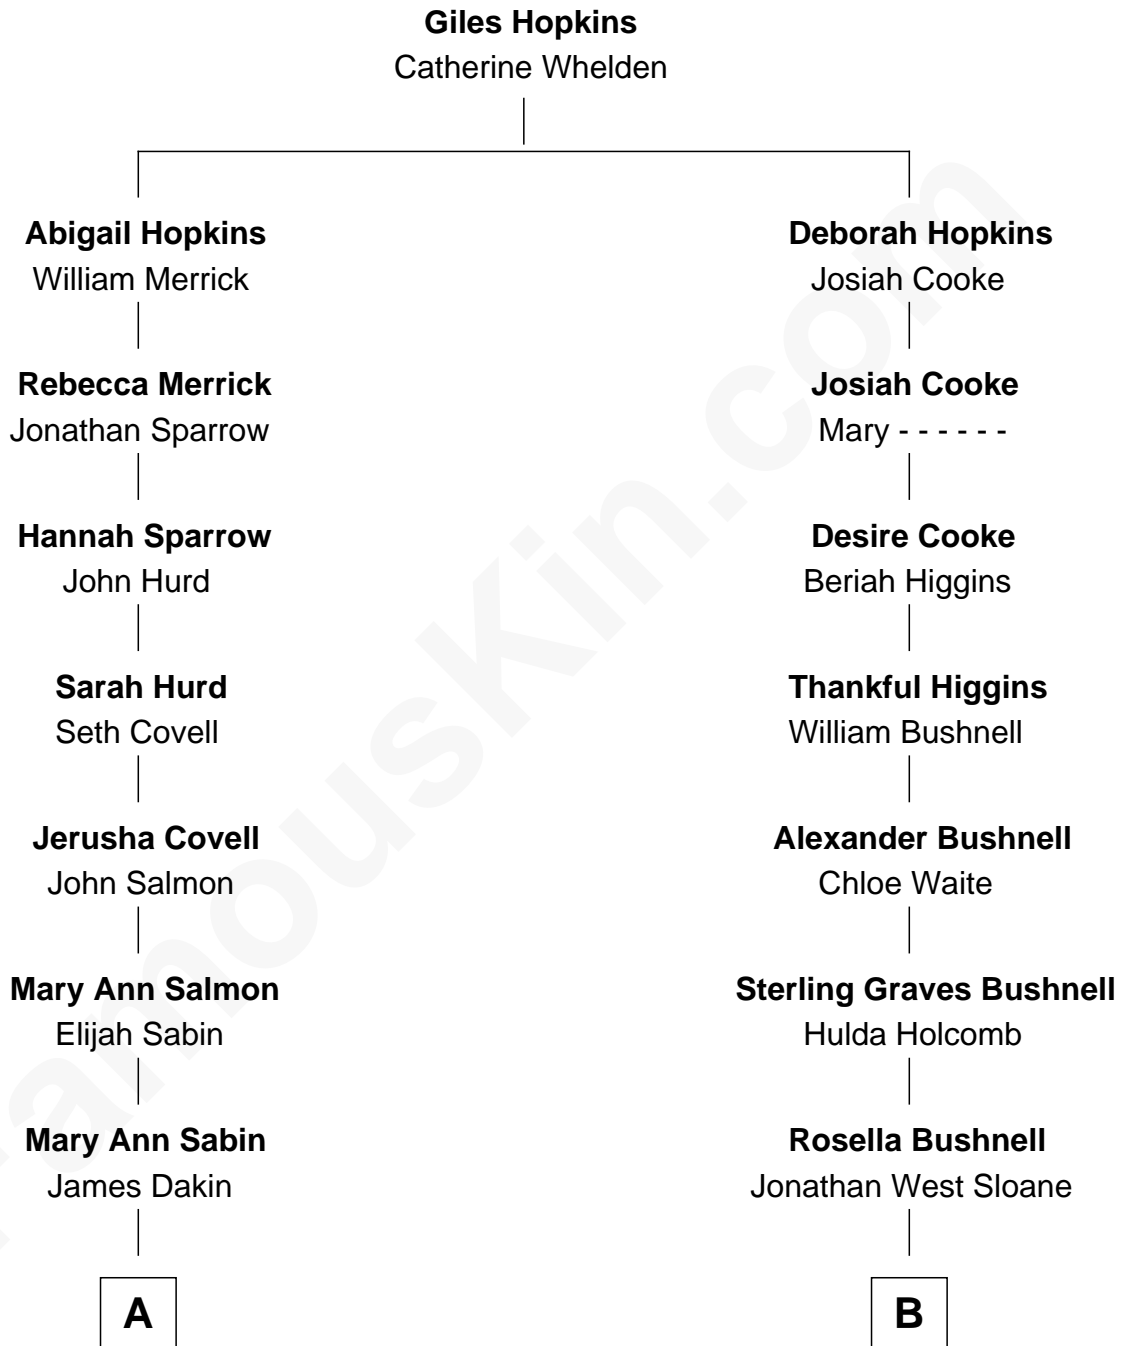 Giles Hopkins
Catherine Whelden
Abigail Hopkins
William Merrick
Rebecca Merrick
Jonathan Sparrow
Hannah Sparrow
John Hurd
Sarah Hurd
Seth Covell
Jerusha Covell
John Salmon
Mary Ann Salmon
Elijah Sabin
Mary Ann Sabin
James Dakin
A
Deborah Hopkins
Josiah Cooke
Josiah Cooke
Mary - - - - - -
Desire Cooke
Beriah Higgins
Thankful Higgins
William Bushnell
Alexander Bushnell
Chloe Waite
Sterling Graves Bushnell
Hulda Holcomb
Rosella Bushnell
Jonathan West Sloane
B
FamousKin.com